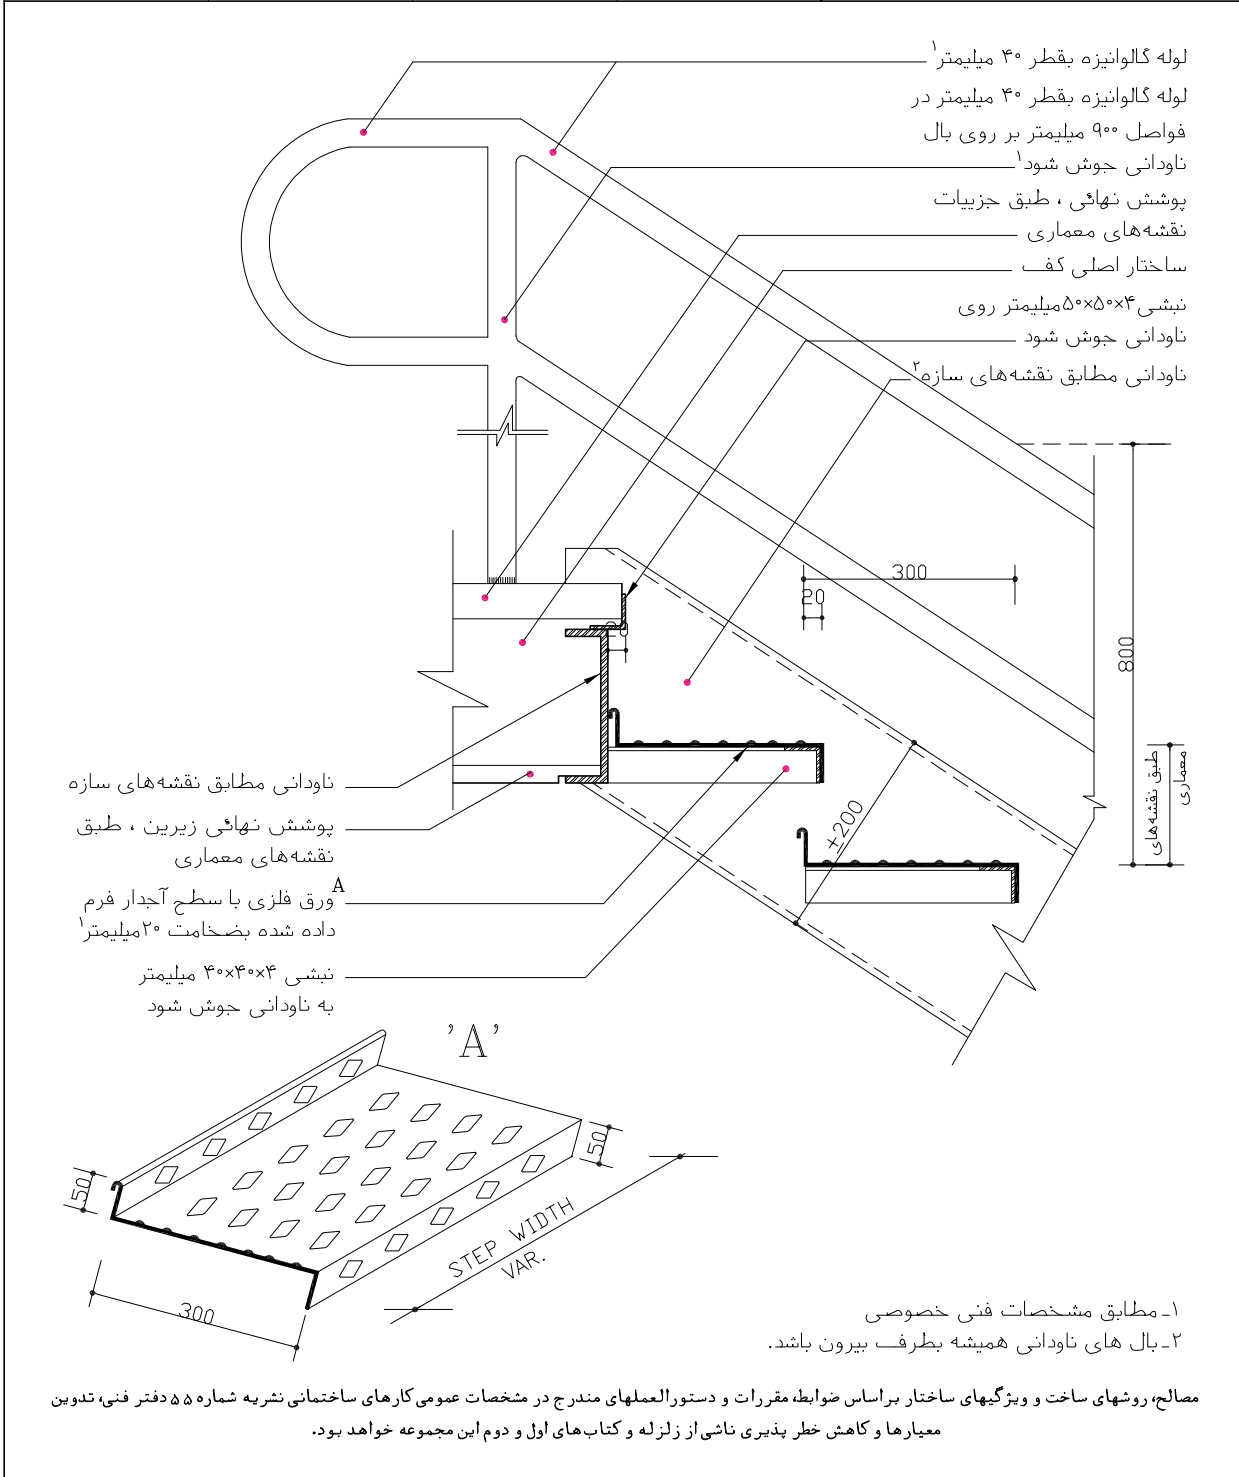 لوله گالوانیزه بقطر ۴۰ میلیمتر۱
لوله گالوانیزه بقطر ۴۰ میلیمتر در
فواصل ۹۰۰ میلیمتر بر روی بال
ناودانی جوش شود۱
پوشش نهائی ، طبق جزییات
نقشه‌های معماری
ساختار اصلی کف
نبشی ۴×۵۰×۵۰میلیمتر روی
ناودانی جوش شود
ناودانی مطابق نقشه‌های سازه۲
300
20
800
طبق نقشه‌های
معماری
±200
ناودانی مطابق نقشه‌های سازه
پوشش نهائی زیرین ، طبق
نقشه‌های معماری
A
ورق فلزی با سطح آجدار فرم
داده شده بضخامت ۲۰میلیمتر۱
نبشی ۴×۴۰×۴۰ میلیمتر
به ناودانی جوش شود
'A'
50
50
STEP WIDTH
VAR.
300
۱ـ مطابق مشخصات فنی خصوصی
۲ـ بال های ناودانی همیشه بطرف بیرون باشد.
مصالح، روشهای ساخت و ویژگیهای ساختار براساس ضوابط، مقررات و دستورالعملهای مندرج در مشخصات عمومی کارهای ساختمانی نشریه شماره ۵۵ دفتر فنی، تدوین
معیارها و کاهش خطر پذیری ناشی از زلزله و کتاب‌های اول و دوم این مجموعه خواهد بود.